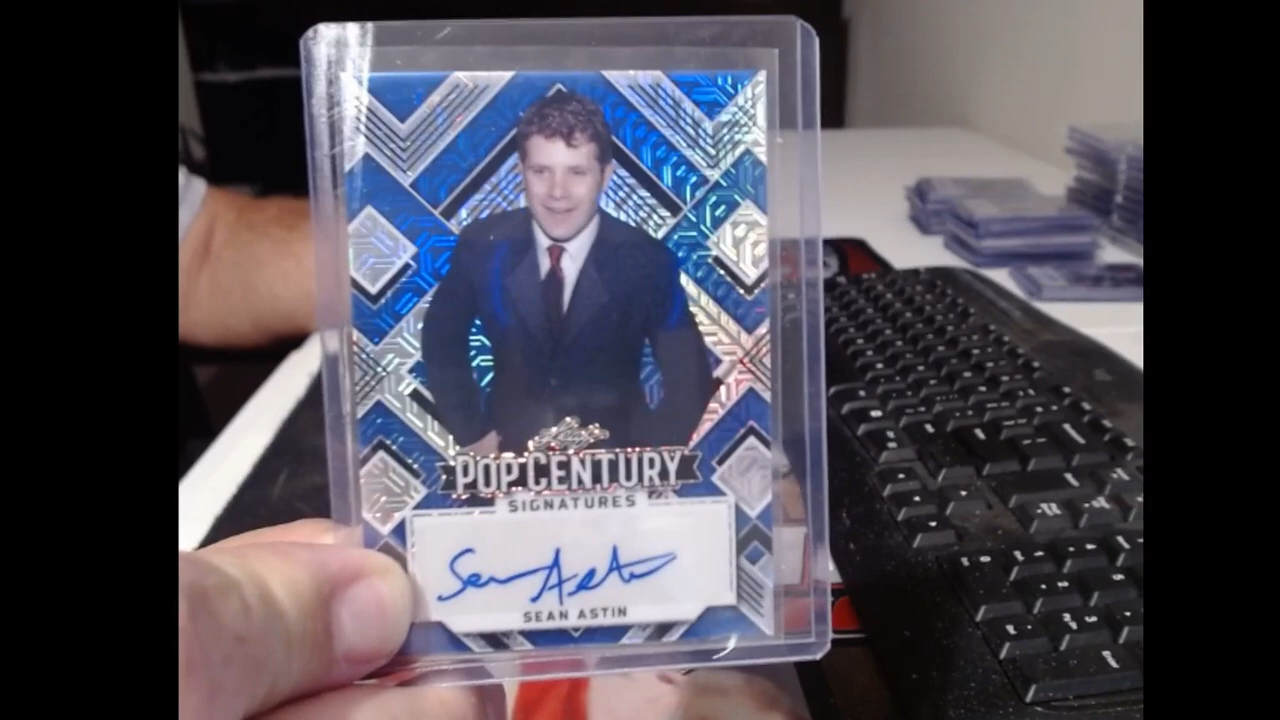 Leaf
POP CENTURY
SIGNATURES
Sean Astin
SEAN ASTIN